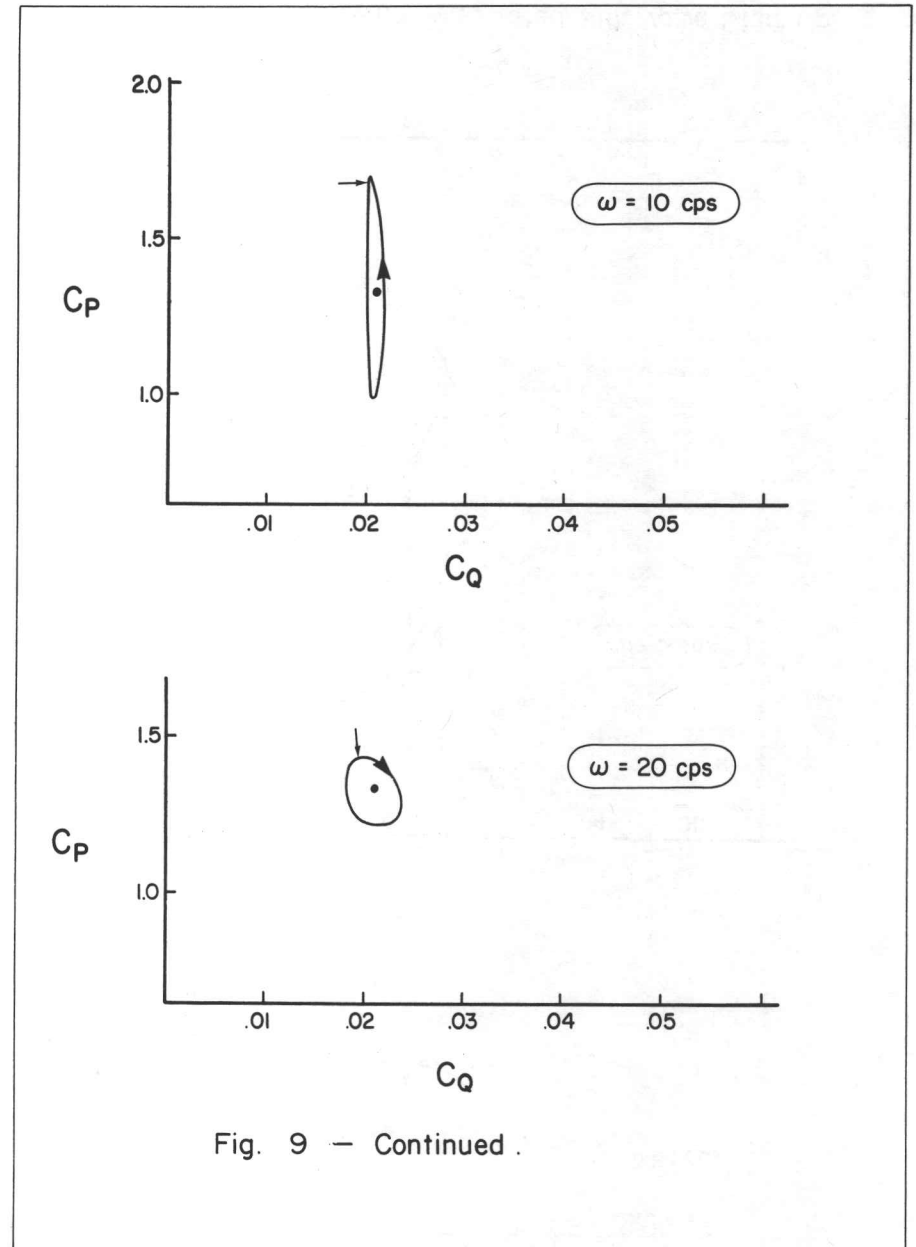 2.0
ω = 10 cps
1.5
CP
1.0
.01 .02 .03 .04 .05
CQ
1.5
ω = 20 cps
CP
1.0
.01 .02 .03 .04 .05
CQ
Fig. 9 — Continued .